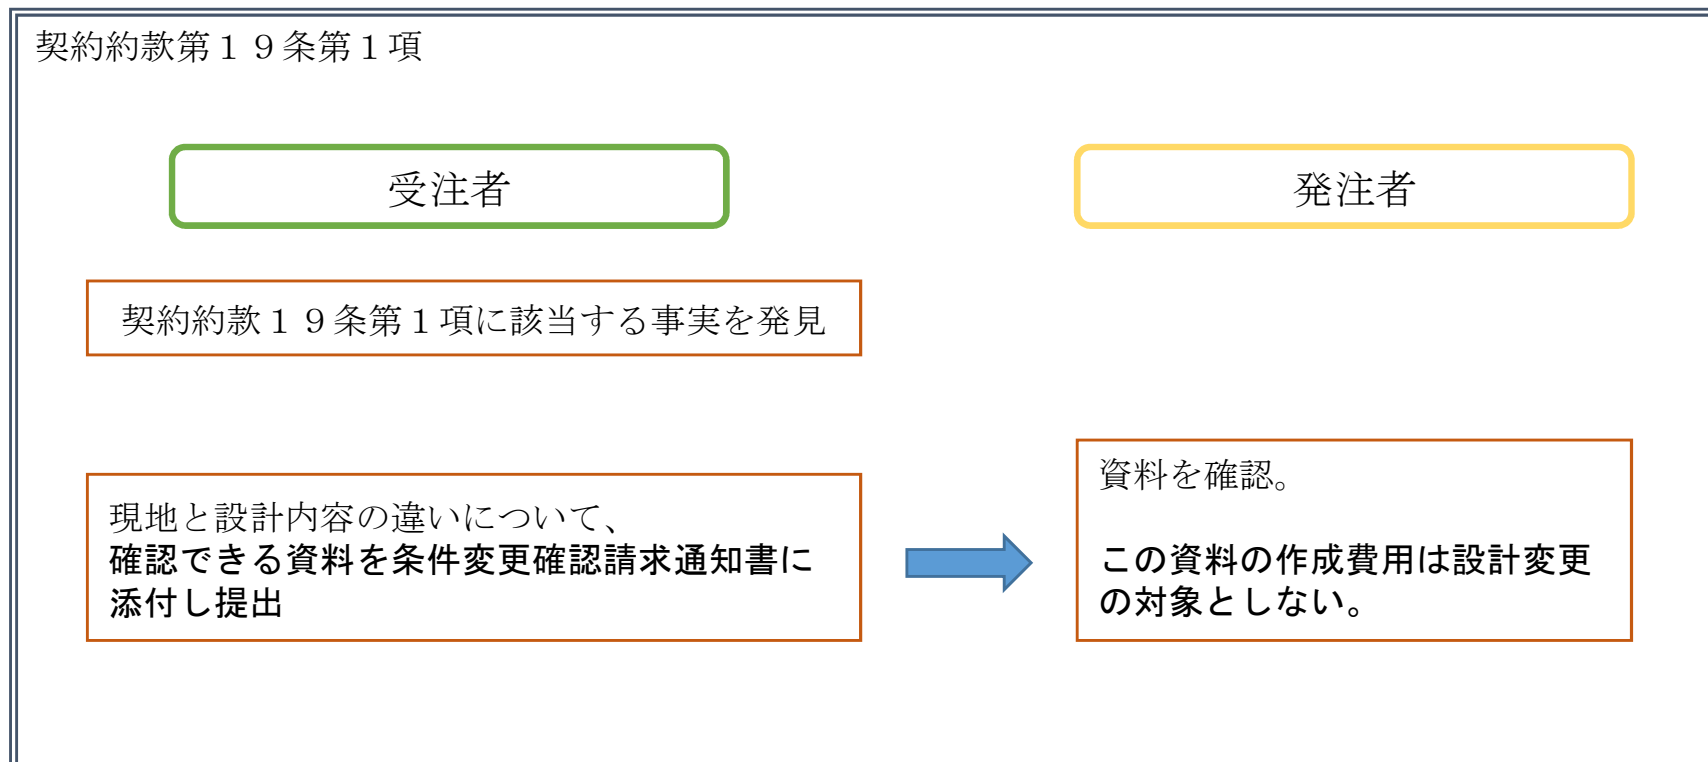 契約約款第１９条第１項
受注者
発注者
契約約款１９条第１項に該当する事実を発見
現地と設計内容の違いについて、
確認できる資料を条件変更確認請求通知書に
添付し提出
資料を確認。
この資料の作成費用は設計変更
の対象としない。